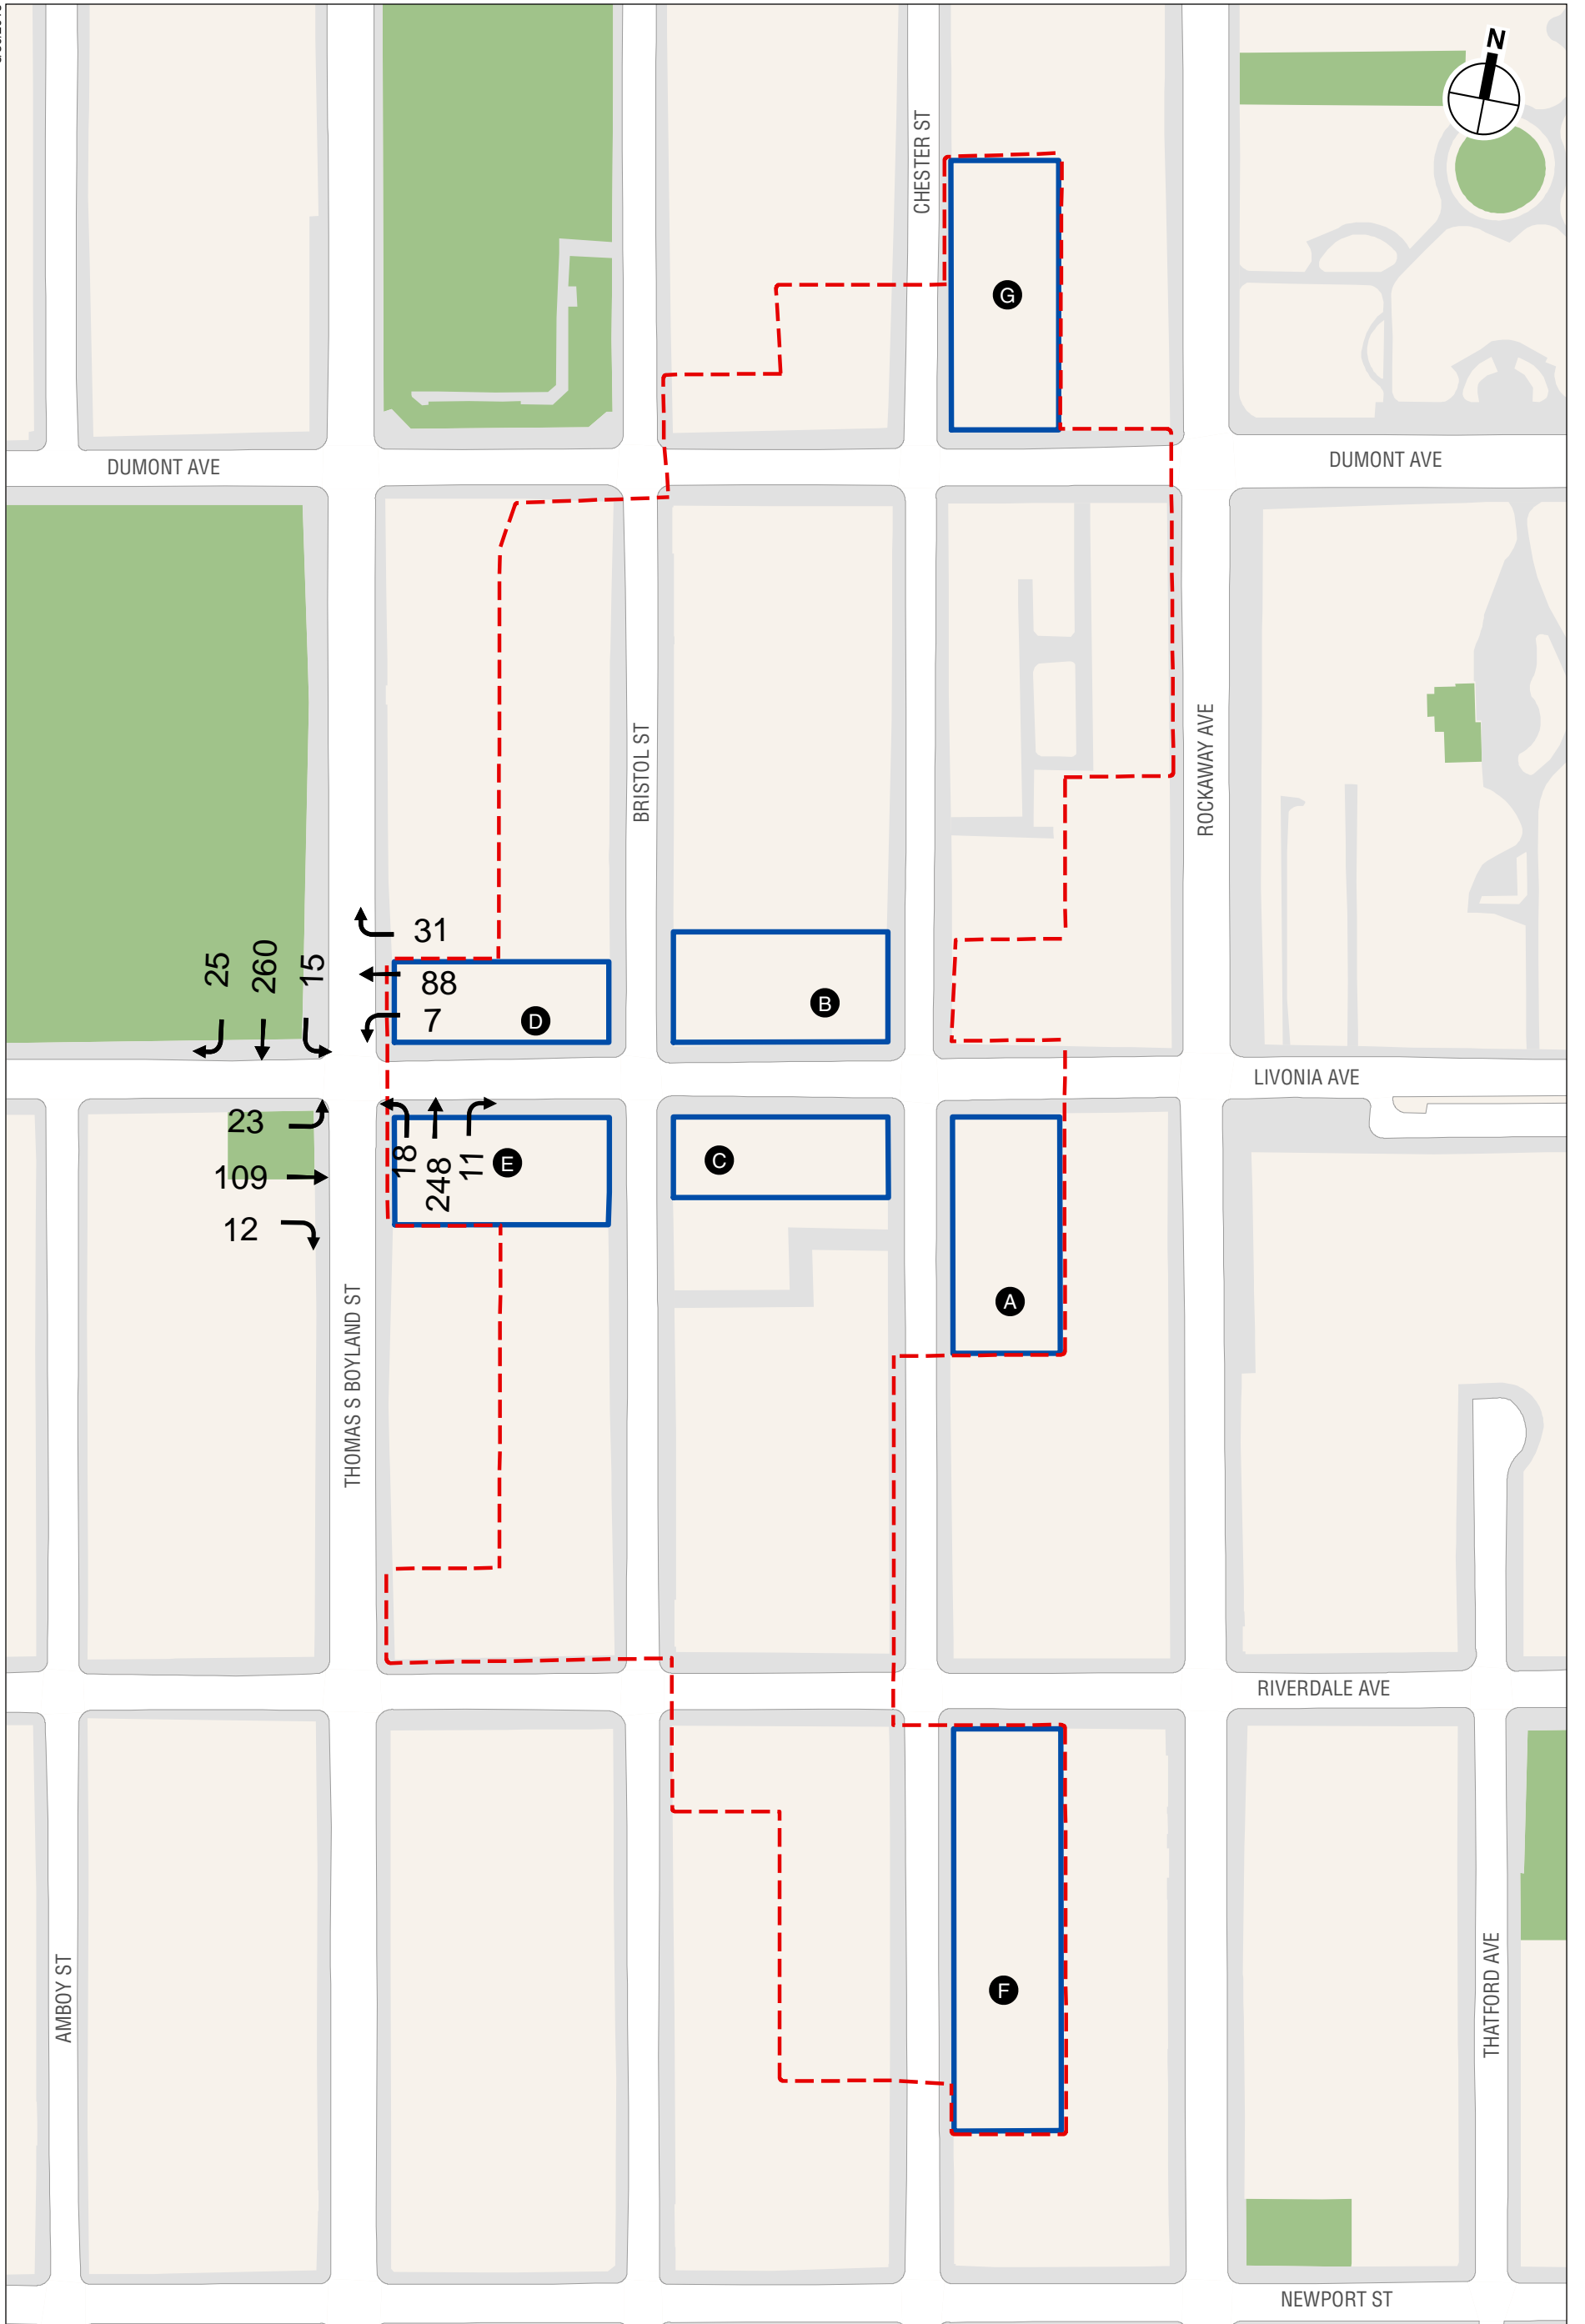 N
CHESTER ST
G
DUMONT AVE
DUMONT AVE
BRISTOL ST
ROCKAWAY AVE
31
25
260
15
88
7
D
B
LIVONIA AVE
23
18
248
11
E
C
109
12
A
THOMAS S BOYLAND ST
RIVERDALE AVE
AMBOY ST
F
THATFORD AVE
NEWPORT ST